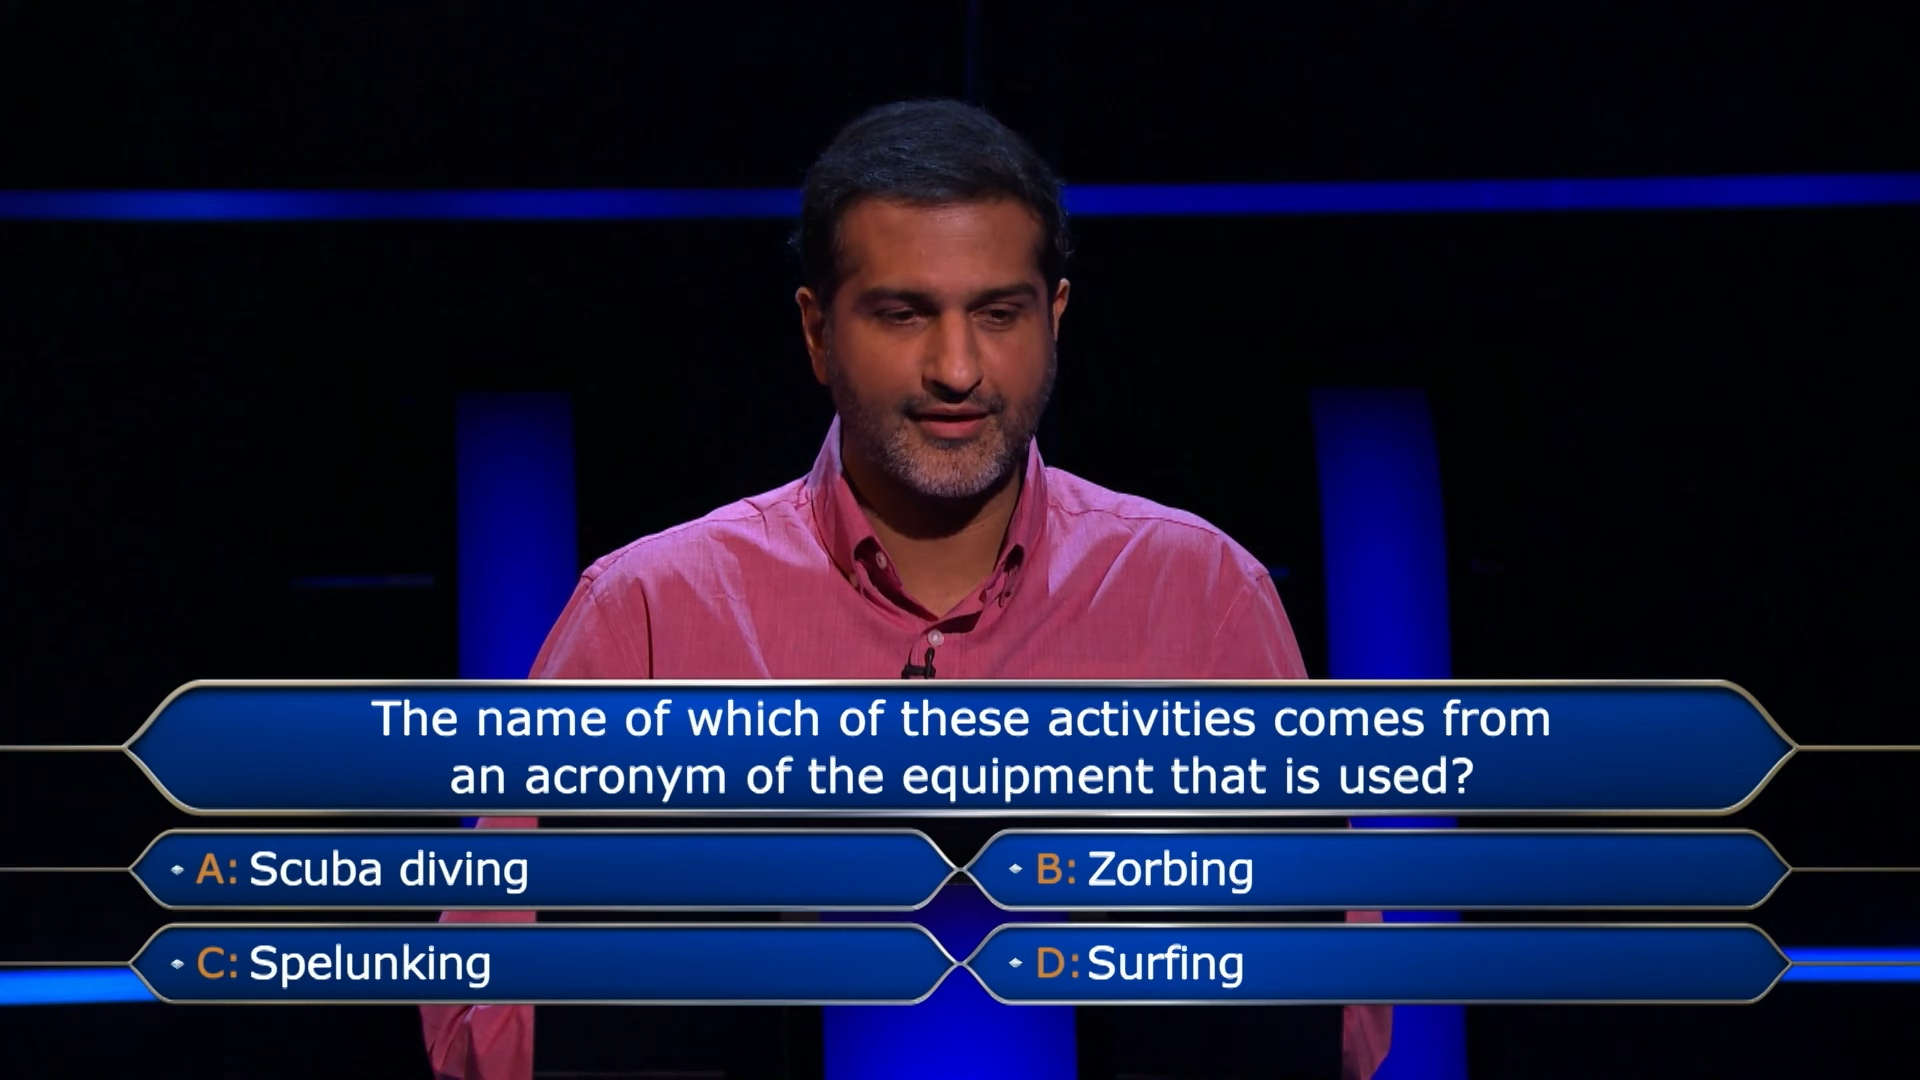 The name of which of these activities comes from
an acronym of the equipment that is used?
A: Scuba diving
B: Zorbing
C: Spelunking
D: Surfing